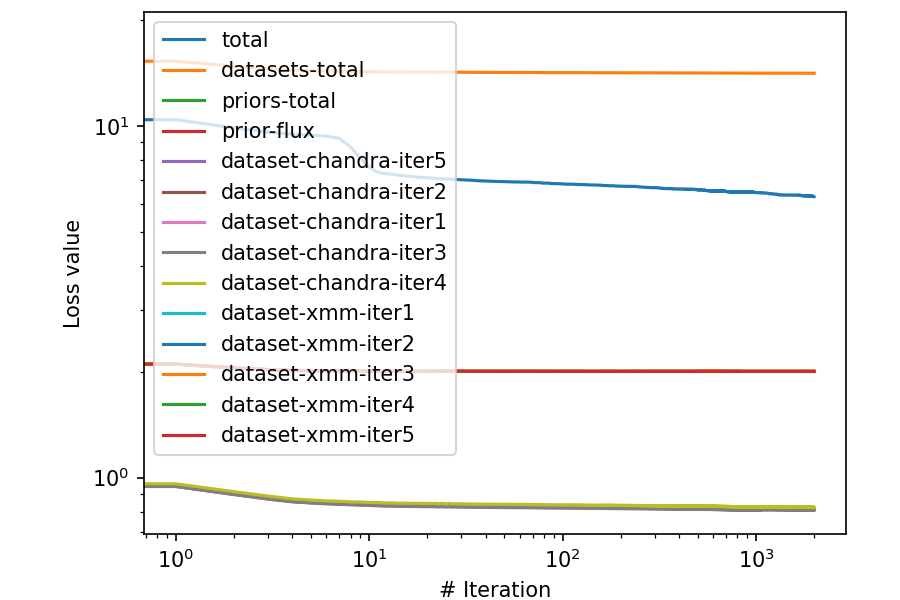 total
datasets-total
priors-total
prior-flux
dataset-chandra-iter5
dataset-chandra-iter2
dataset-chandra-iter1
dataset-chandra-iter3
dataset-chandra-iter4
dataset-xmm-iter1
dataset-xmm-iter2
dataset-xmm-iter3
dataset-xmm-iter4
dataset-xmm-iter5
10¹
10⁰
Loss value
10⁰ 10¹ 10² 10³
# Iteration